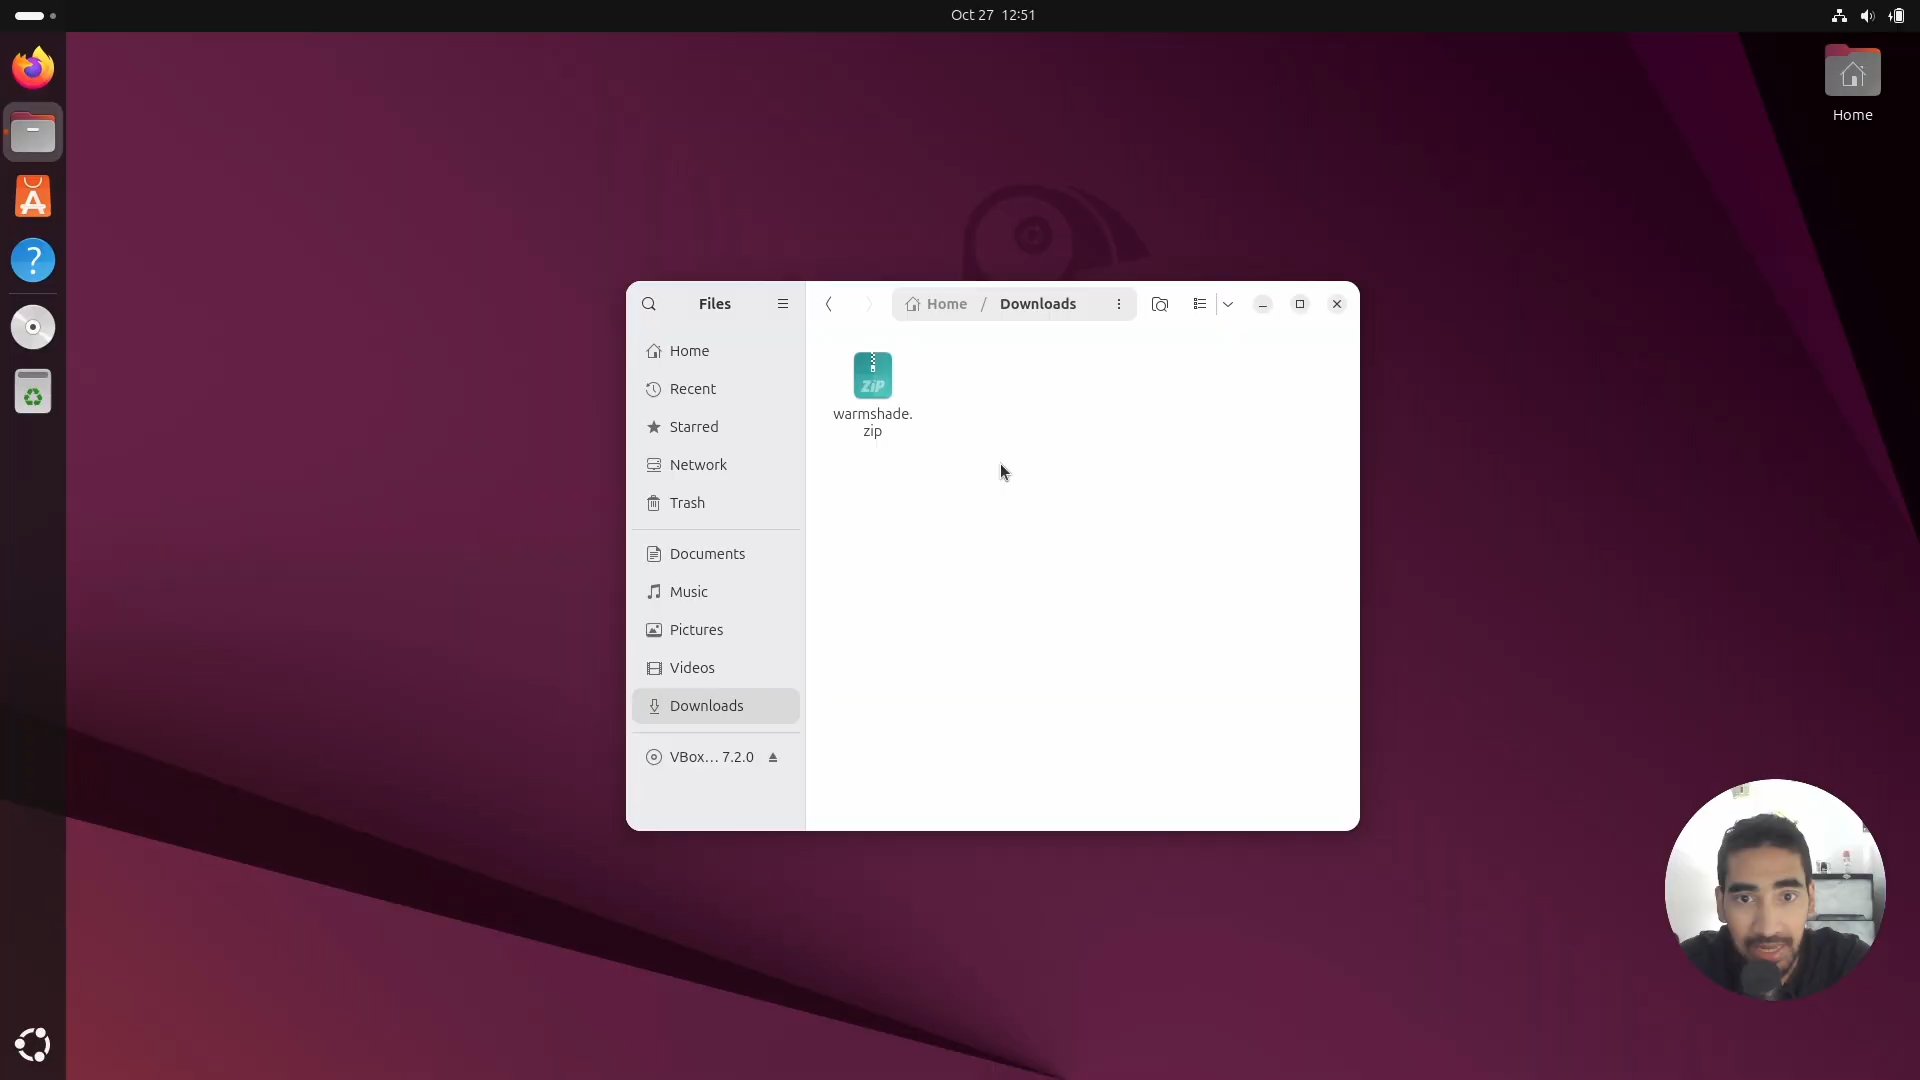 Oct 27 12:51
Home
Files
Home / Downloads
Home
Recent
Starred
Network
Trash
Documents
Music
Pictures
Videos
Downloads
VBox... 7.2.0
ZIP
warmshade.
zip